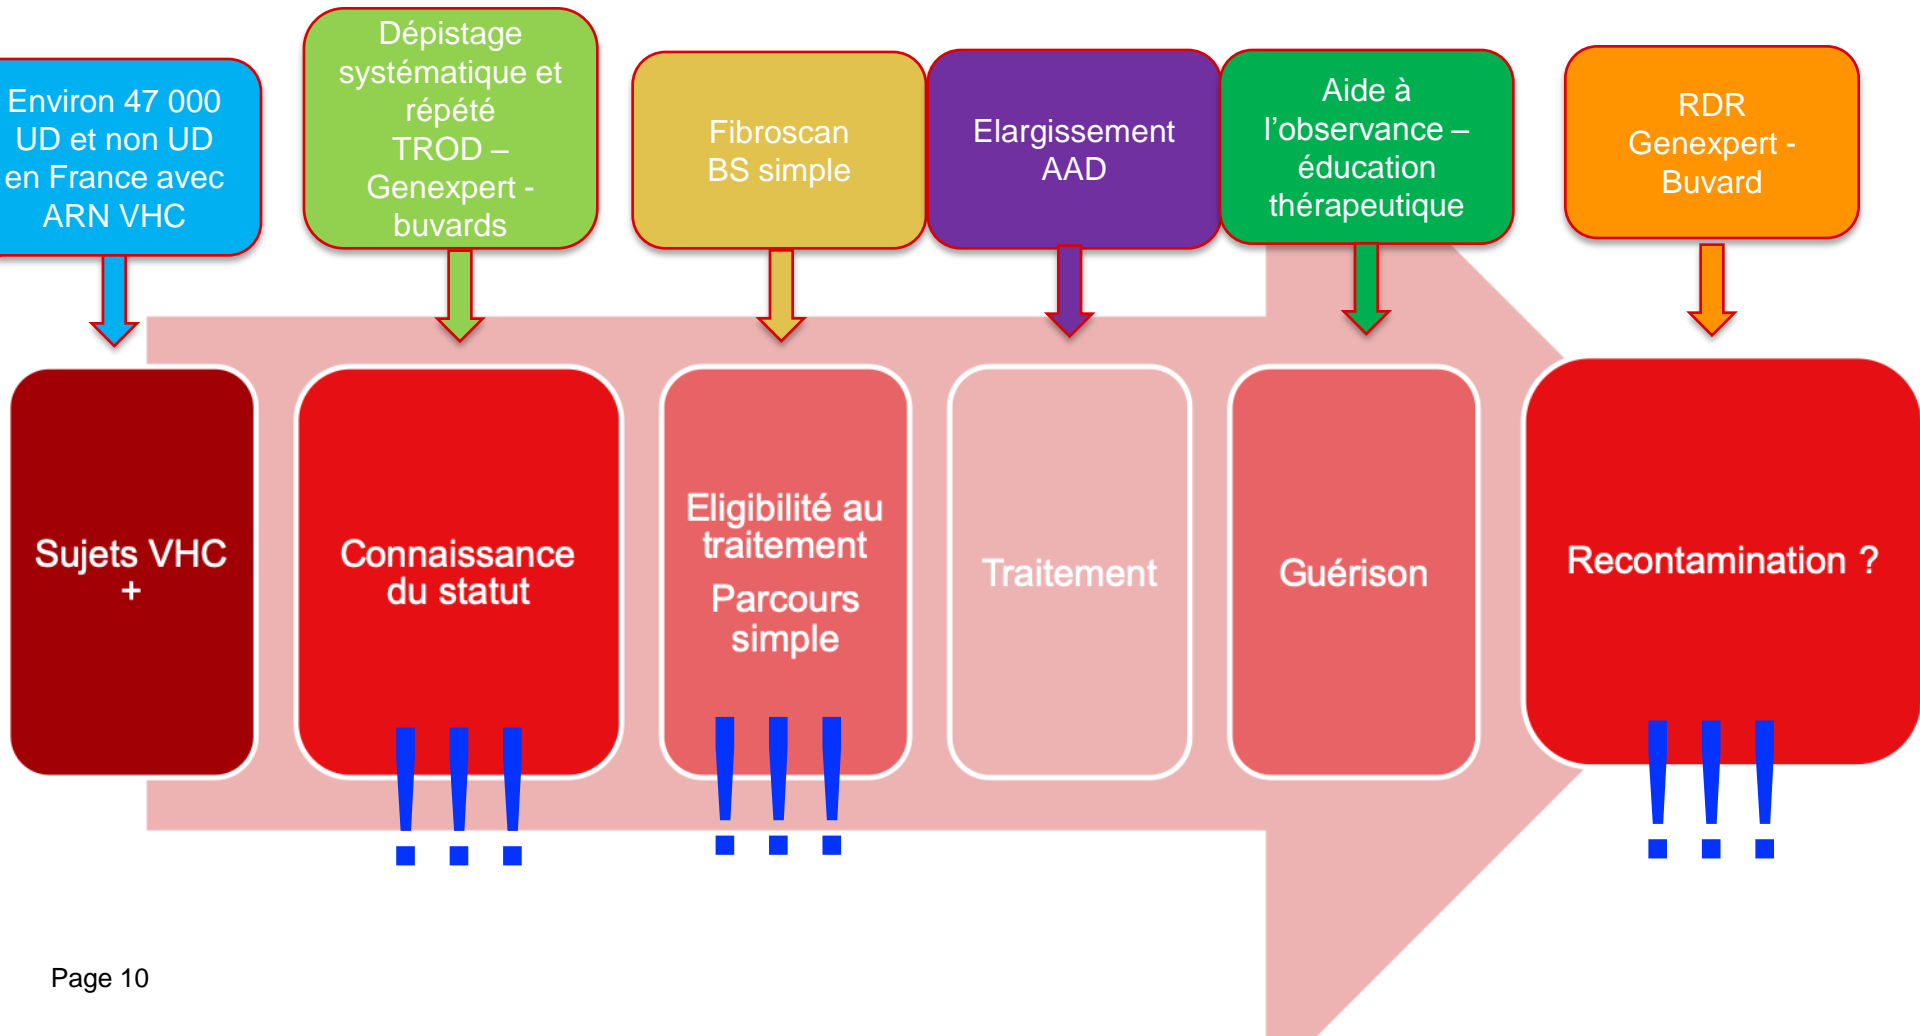 Environ 47 000
UD et non UD
en France avec
ARN VHC
Dépistage
systématique et
répété
TROD –
Genexpert -
buvards
Fibroscan
BS simple
Elargissement
AAD
Aide à
l’observance –
éducation
thérapeutique
RDR
Genexpert -
Buvard
Sujets VHC
+
Connaissance
du statut
Eligibilité au
traitement
Parcours
simple
Traitement
Guérison
Recontamination ?
! ! !
! ! !
! ! !
Page 10